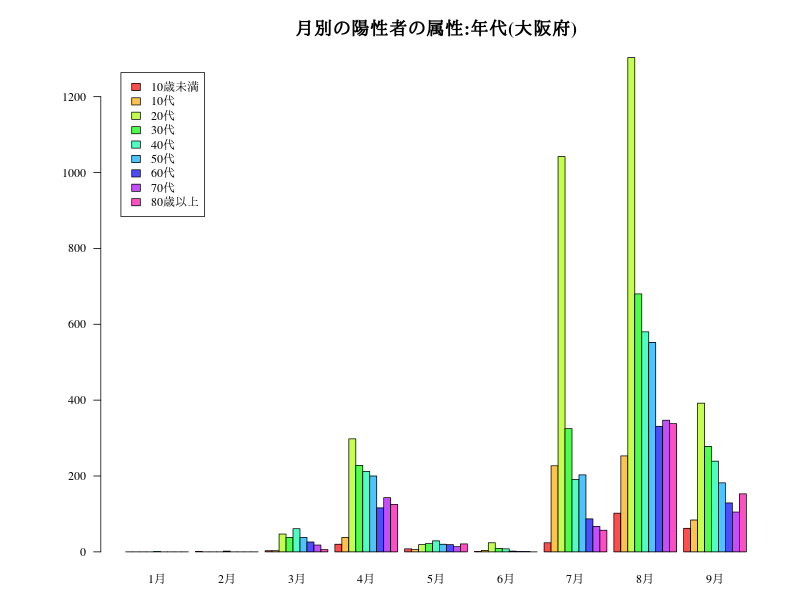 月別の陽性者の属性:年代(大阪府)
10歳未満
10代
20代
30代
40代
50代
60代
70代
80歳以上
1200
1000
800
600
400
200
0
1月 2月 3月 4月 5月 6月 7月 8月 9月